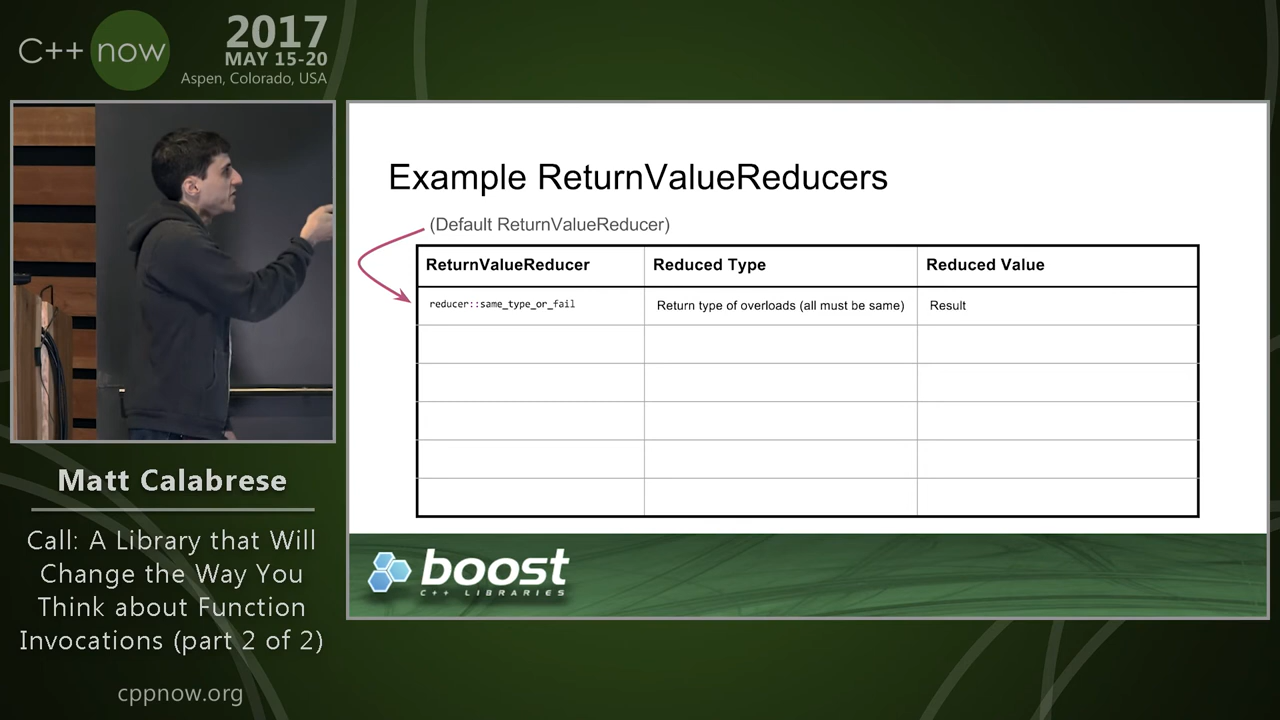 C++ now
2017
MAY 15-20
Aspen, Colorado, USA
Example ReturnValueReducers
(Default ReturnValueReducer)
ReturnValueReducer Reduced Type Reduced Value
reducer::same_type_or_fail Return type of overloads (all must be same) Result
boost
C++ LIBRARIES
Matt Calabrese
Call: A Library that Will
Change the Way You
Think about Function
Invocations (part 2 of 2)
cppnow.org